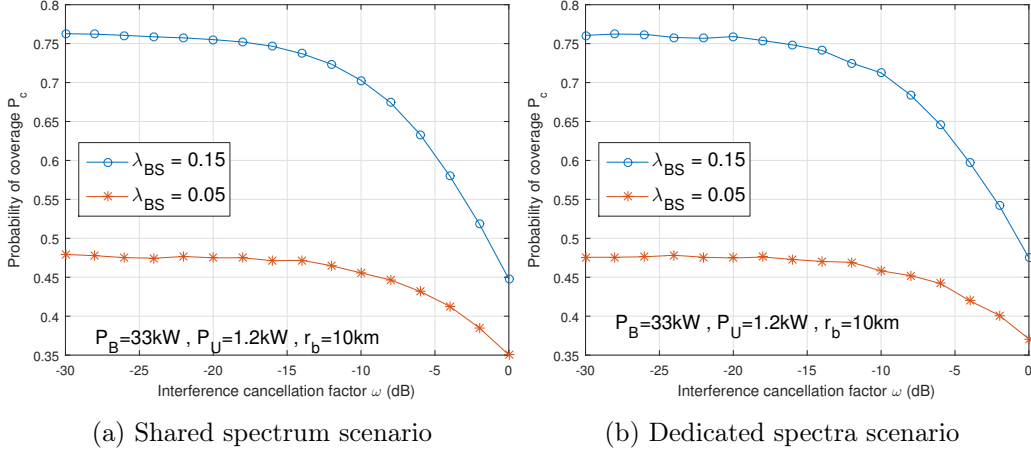 0.8
0.75
0.7
0.65
0.6
0.55
0.5
0.45
0.4
0.35
Probability of coverage P_c
λ_BS = 0.15
λ_BS = 0.05
P_B=33kW , P_U=1.2kW , r_b=10km
-30 -25 -20 -15 -10 -5 0
Interference cancellation factor ω (dB)
(a) Shared spectrum scenario
0.8
0.75
0.7
0.65
0.6
0.55
0.5
0.45
0.4
0.35
Probability of coverage P_c
λ_BS = 0.15
λ_BS = 0.05
P_B=33kW , P_U=1.2kW , r_b=10km
-30 -25 -20 -15 -10 -5 0
Interference cancellation factor ω (dB)
(b) Dedicated spectra scenario